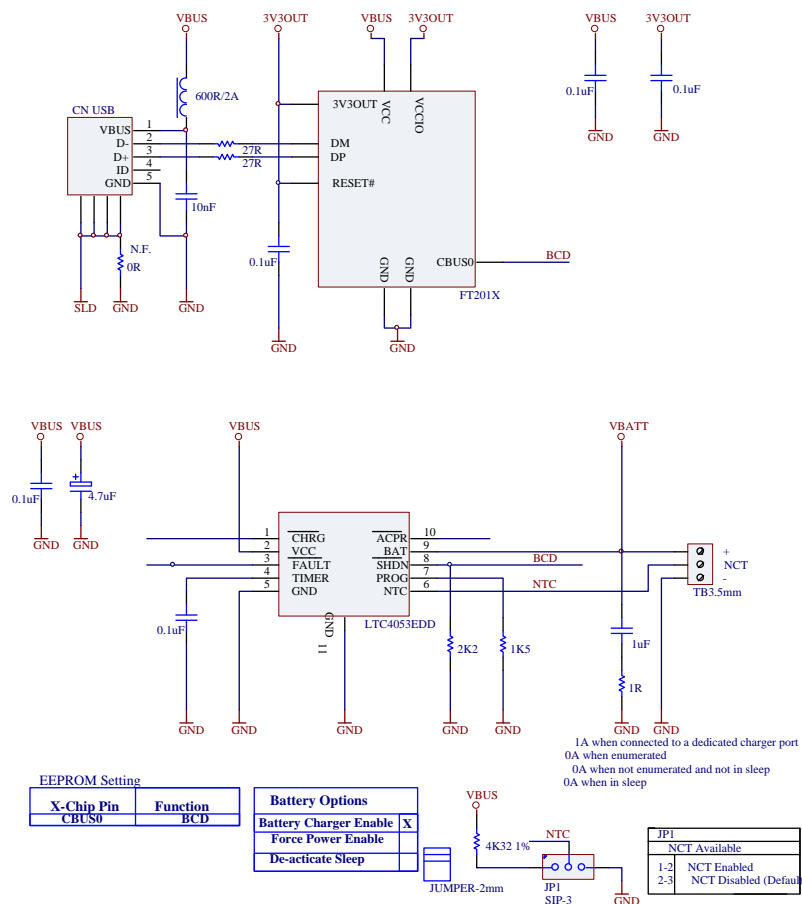 VBUS
3V3OUT
VBUS
3V3OUT
VBUS
3V3OUT
600R/2A
CN USB
VBUS
D-
D+
ID
GND
1
2
3
4
5
27R
27R
10nF
N.F.
0R
SLD
GND
GND
0.1uF
GND
3V3OUT
VCC
VCCIO
DM
DP
RESET#
CBUS0
BCD
GND
GND
FT201X
GND
0.1uF
GND
0.1uF
GND
VBUS
VBUS
VBUS
VBATT
0.1uF
4.7uF
GND
GND
1
2
3
4
5
CHRG
VCC
FAULT
TIMER
GND
GND
11
ACPR
BAT
SHDN
PROG
NTC
10
9
8
7
6
LTC4053EDD
BCD
NTC
+
NCT
-
TB3.5mm
0.1uF
2K2
1K5
1uF
1R
GND
GND
GND
GND
GND
GND
GND
1A when connected to a dedicated charger port
0A when enumerated
0A when not enumerated and not in sleep
0A when in sleep
EEPROM Setting
X-Chip Pin Function
CBUS0 BCD
Battery Options
Battery Charger Enable X
Force Power Enable
De-acticate Sleep
JUMPER-2mm
VBUS
4K32 1%
NTC
JP1
SIP-3
GND
JP1
NCT Available
1-2 NCT Enabled
2-3 NCT Disabled (Defaul